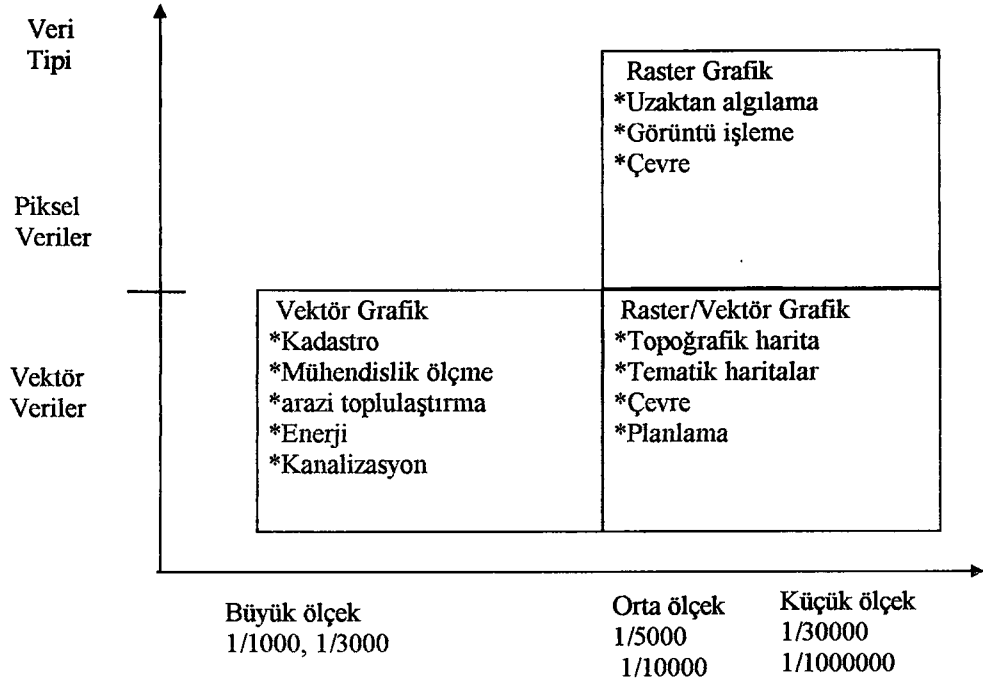 Veri
Tipi
Raster Grafik
*Uzaktan algılama
*Görüntü işleme
*Çevre
Piksel
Veriler
Vektör Grafik
*Kadastro
*Mühendislik ölçme
*arazi toplulaştırma
*Enerji
*Kanalizasyon
Raster/Vektör Grafik
*Topoğrafik harita
*Tematik haritalar
*Çevre
*Planlama
Vektör
Veriler
Büyük ölçek
1/1000, 1/3000
Orta ölçek
1/5000
1/10000
Küçük ölçek
1/30000
1/1000000